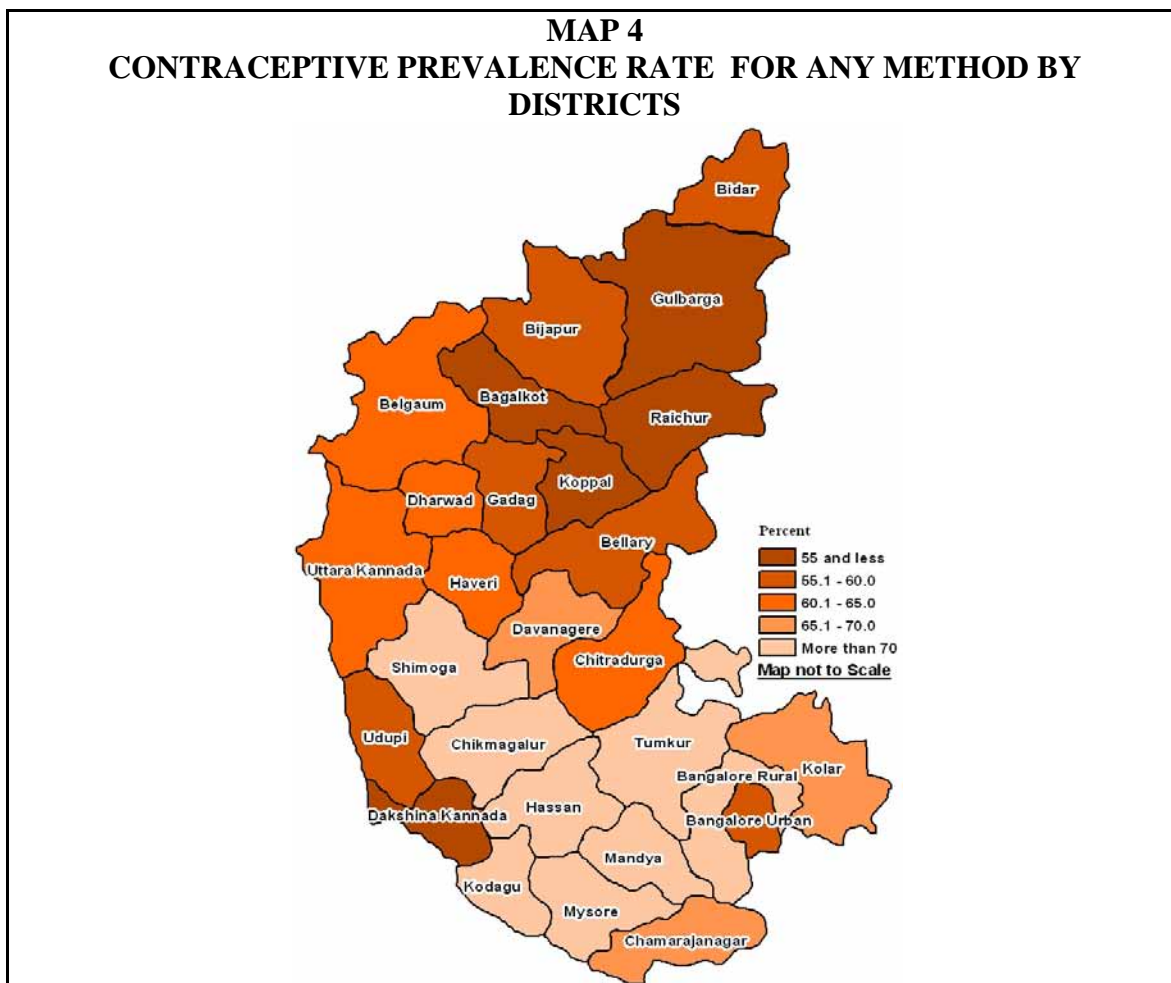 MAP 4
CONTRACEPTIVE PREVALENCE RATE FOR ANY METHOD BY
DISTRICTS
Bidar
Gulbarga
Bijapur
Bagalkot
Belgaum
Raichur
Koppal
Dharwad
Gadag
Bellary
Uttara Kannada
Haveri
Davanagere
Chitradurga
Shimoga
Udupi
Chikmagalur
Tumkur
Kolar
Bangalore Rural
Hassan
Dakshina Kannada
Bangalore Urban
Mandya
Kodagu
Mysore
Chamarajanagar
Percent
55 and less
55.1 - 60.0
60.1 - 65.0
65.1 - 70.0
More than 70
Map not to Scale